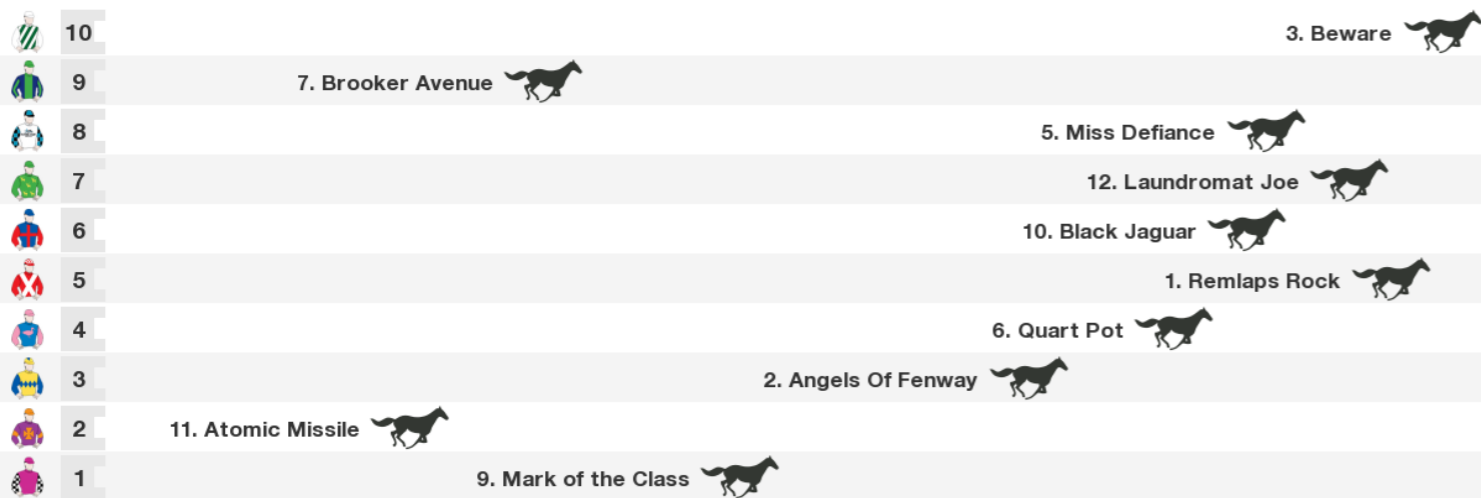 10 3. Beware
9 7. Brooker Avenue
8 5. Miss Defiance
7 12. Laundromat Joe
6 10. Black Jaguar
5 1. Remlaps Rock
4 6. Quart Pot
3 2. Angels Of Fenway
2 11. Atomic Missile
1 9. Mark of the Class